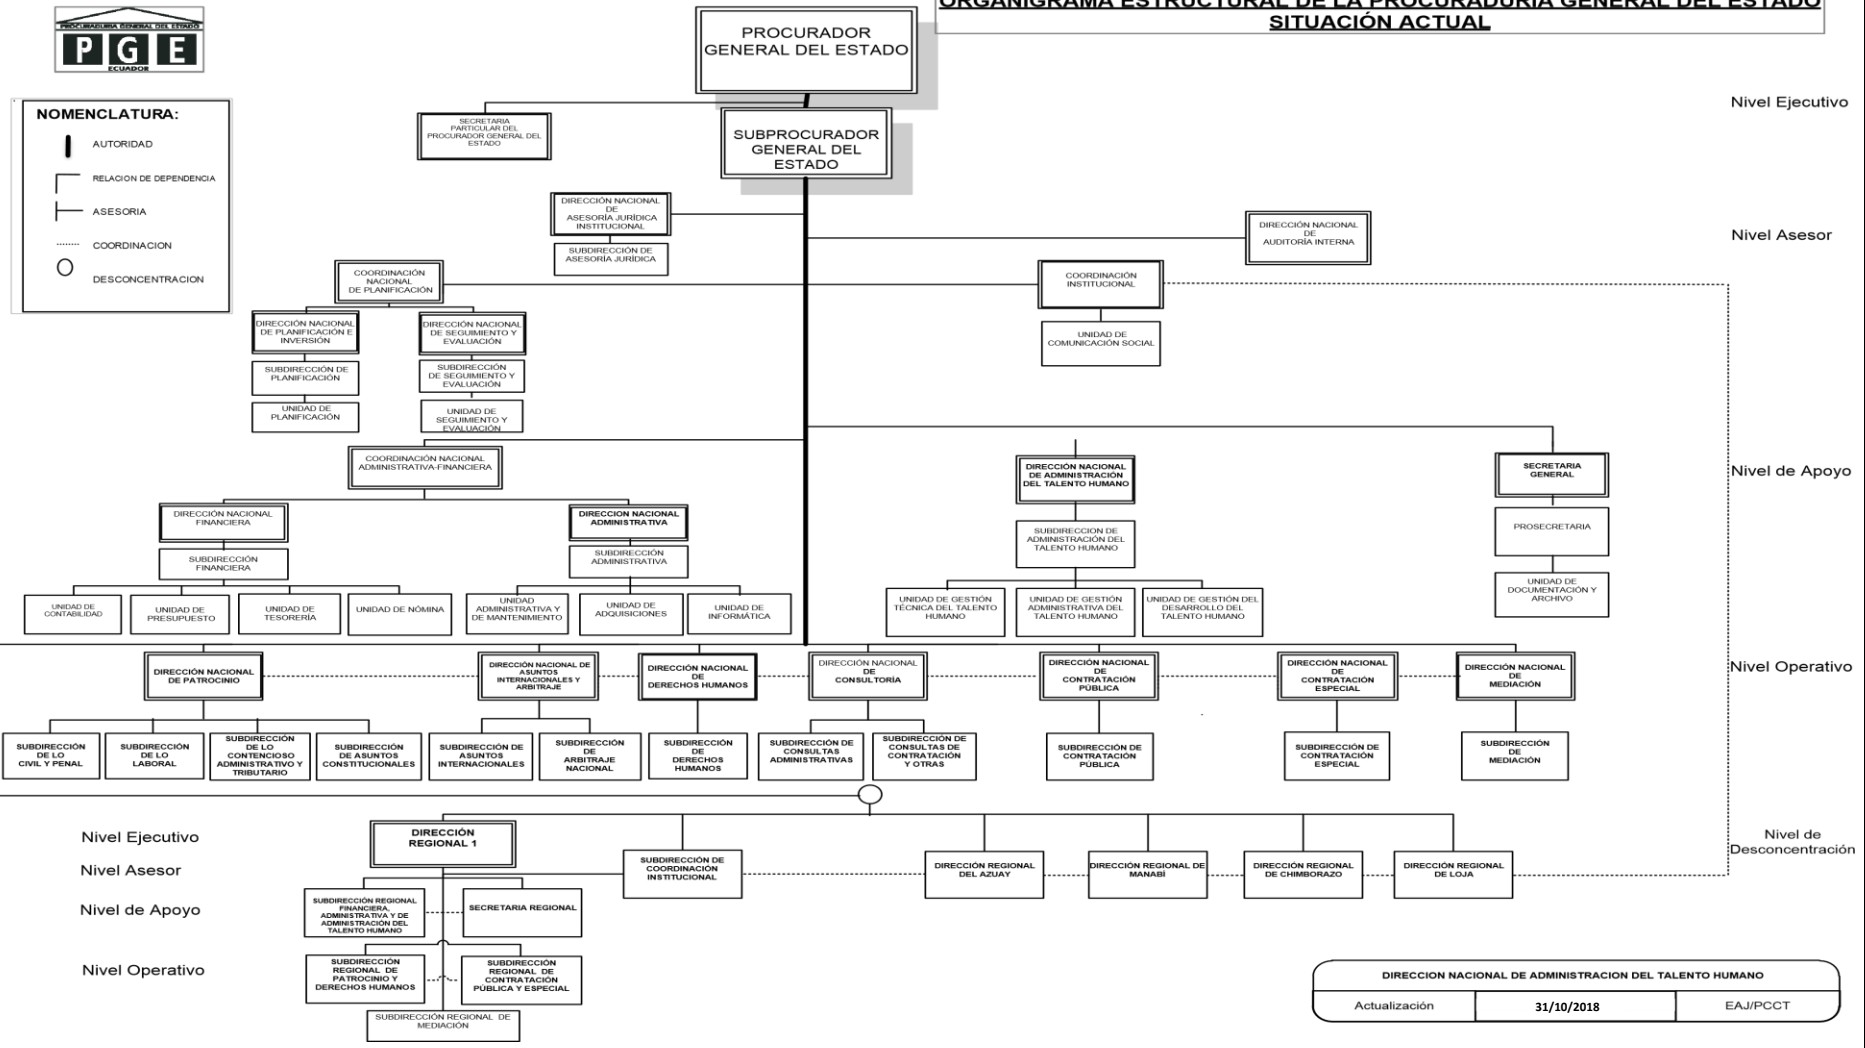 PROCURADURIA GENERAL DEL ESTADO
P G E
ECUADOR
ORGANIGRAMA ESTRUCTURAL DE LA PROCURADURÍA GENERAL DEL ESTADO
SITUACIÓN ACTUAL
NOMENCLATURA:
AUTORIDAD
RELACION DE DEPENDENCIA
ASESORIA
COORDINACION
DESCONCENTRACION
PROCURADOR
GENERAL DEL ESTADO
Nivel Ejecutivo
SECRETARIA
PARTICULAR DEL
PROCURADOR GENERAL DEL
ESTADO
SUBPROCURADOR
GENERAL DEL
ESTADO
DIRECCIÓN NACIONAL
DE
ASESORÍA JURÍDICA
INSTITUCIONAL
SUBDIRECCIÓN DE
ASESORÍA JURÍDICA
DIRECCIÓN NACIONAL
DE
AUDITORÍA INTERNA
Nivel Asesor
COORDINACIÓN
NACIONAL
DE PLANIFICACIÓN
COORDINACIÓN
INSTITUCIONAL
DIRECCIÓN NACIONAL
DE PLANIFICACIÓN E
INVERSIÓN
DIRECCIÓN NACIONAL
DE SEGUIMIENTO Y
EVALUACIÓN
UNIDAD DE
COMUNICACIÓN SOCIAL
SUBDIRECCIÓN DE
PLANIFICACIÓN
SUBDIRECCIÓN
DE SEGUIMIENTO Y
EVALUACIÓN
UNIDAD DE
PLANIFICACIÓN
UNIDAD DE
SEGUIMIENTO Y
EVALUACIÓN
COORDINACIÓN NACIONAL
ADMINISTRATIVA-FINANCIERA
DIRECCIÓN NACIONAL
DE ADMINISTRACIÓN
DEL TALENTO HUMANO
SECRETARIA
GENERAL
Nivel de Apoyo
DIRECCIÓN NACIONAL
FINANCIERA
DIRECCION NACIONAL
ADMINISTRATIVA
SUBDIRECCION DE
ADMINISTRACIÓN DEL
TALENTO HUMANO
PROSECRETARIA
SUBDIRECCIÓN
FINANCIERA
SUBDIRECCIÓN
ADMINISTRATIVA
UNIDAD DE
CONTABILIDAD
UNIDAD DE
PRESUPUESTO
UNIDAD DE
TESORERÍA
UNIDAD DE NÓMINA
UNIDAD
ADMINISTRATIVA Y
DE MANTENIMIENTO
UNIDAD DE
ADQUISICIONES
UNIDAD DE
INFORMÁTICA
UNIDAD DE GESTIÓN
TÉCNICA DEL TALENTO
HUMANO
UNIDAD DE GESTIÓN
ADMINISTRATIVA DEL
TALENTO HUMANO
UNIDAD DE GESTIÓN DEL
DESARROLLO DEL
TALENTO HUMANO
UNIDAD DE
DOCUMENTACIÓN Y
ARCHIVO
DIRECCIÓN NACIONAL
DE PATROCINIO
DIRECCIÓN NACIONAL DE
ASUNTOS
INTERNACIONALES Y
ARBITRAJE
DIRECCIÓN NACIONAL
DE
DERECHOS HUMANOS
DIRECCIÓN NACIONAL
DE
CONSULTORÍA
DIRECCIÓN NACIONAL
DE
CONTRATACIÓN
PÚBLICA
DIRECCIÓN NACIONAL
DE
CONTRATACIÓN
ESPECIAL
DIRECCIÓN NACIONAL
DE
MEDIACIÓN
Nivel Operativo
SUBDIRECCIÓN
DE LO
CIVIL Y PENAL
SUBDIRECCIÓN
DE LO
LABORAL
SUBDIRECCIÓN
DE LO
CONTENCIOSO
ADMINISTRATIVO Y
TRIBUTARIO
SUBDIRECCIÓN
DE ASUNTOS
CONSTITUCIONALES
SUBDIRECCIÓN DE
ASUNTOS
INTERNACIONALES
SUBDIRECCIÓN
DE
ARBITRAJE
NACIONAL
SUBDIRECCIÓN
DE
DERECHOS
HUMANOS
SUBDIRECCIÓN DE
CONSULTAS
ADMINISTRATIVAS
SUBDIRECCIÓN DE
CONSULTAS DE
CONTRATACIÓN
Y OTRAS
SUBDIRECCIÓN DE
CONTRATACIÓN
PÚBLICA
SUBDIRECCIÓN DE
CONTRATACIÓN
ESPECIAL
SUBDIRECCIÓN
DE
MEDIACIÓN
Nivel Ejecutivo
DIRECCIÓN
REGIONAL 1
Nivel de
Desconcentración
Nivel Asesor
SUBDIRECCIÓN DE
COORDINACIÓN
INSTITUCIONAL
DIRECCIÓN REGIONAL
DEL AZUAY
DIRECCIÓN REGIONAL DE
MANABÍ
DIRECCIÓN REGIONAL
DE CHIMBORAZO
DIRECCIÓN REGIONAL
DE LOJA
Nivel de Apoyo
SUBDIRECCIÓN REGIONAL
FINANCIERA,
ADMINISTRATIVA Y DE
ADMINISTRACIÓN DEL
TALENTO HUMANO
SECRETARIA REGIONAL
Nivel Operativo
SUBDIRECCIÓN
REGIONAL DE
PATROCINIO Y
DERECHOS HUMANOS
SUBDIRECCIÓN
REGIONAL DE
CONTRATACIÓN
PÚBLICA Y ESPECIAL
SUBDIRECCIÓN REGIONAL DE
MEDIACIÓN
DIRECCION NACIONAL DE ADMINISTRACION DEL TALENTO HUMANO
Actualización
31/10/2018
EAJ/PCCT